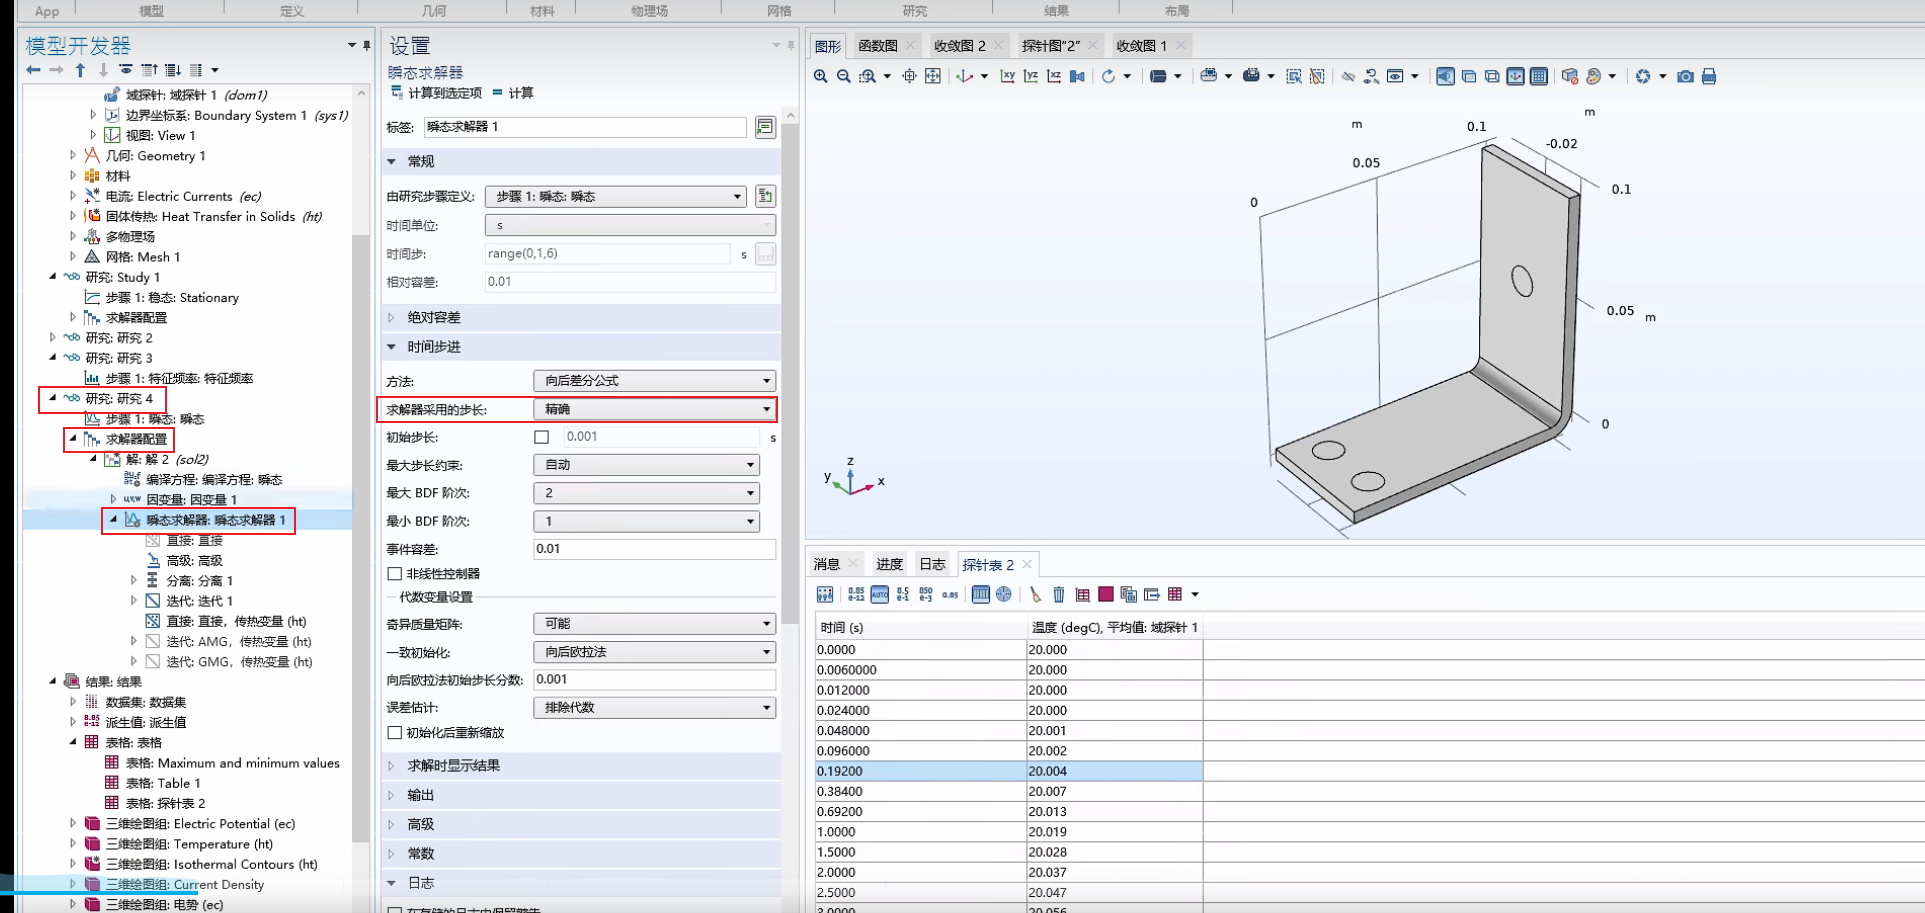 App 模型 定义 几何 材料 物理场 网格 研究 结果 布局
模型开发器
域探针: 域探针 1 (dom1)
边界坐标系: Boundary System 1 (sys1)
视图: View 1
几何: Geometry 1
材料
电流: Electric Currents (ec)
固体传热: Heat Transfer in Solids (ht)
多物理场
网格: Mesh 1
研究: Study 1
步骤 1: 稳态: Stationary
求解器配置
研究: 研究 2
研究: 研究 3
步骤 1: 特征频率: 特征频率
研究: 研究 4
步骤 1: 瞬态: 瞬态
求解器配置
解: 解 2 (sol2)
编译方程: 编译方程: 瞬态
因变量: 因变量 1
瞬态求解器: 瞬态求解器 1
直接: 直接
高级: 高级
分离: 分离 1
迭代: 迭代 1
直接: 直接，传热变量 (ht)
迭代: AMG，传热变量 (ht)
迭代: GMG，传热变量 (ht)
结果: 结果
数据集: 数据集
派生值: 派生值
表格: 表格
表格: Maximum and minimum values
表格: Table 1
表格: 探针表 2
三维绘图组: Electric Potential (ec)
三维绘图组: Temperature (ht)
三维绘图组: Isothermal Contours (ht)
三维绘图组: Current Density
三维绘图组: 电势 (ec)
设置
瞬态求解器
计算到选定项 计算
标签: 瞬态求解器 1
常规
由研究步骤定义: 步骤 1: 瞬态: 瞬态
时间单位: s
时间步: range(0,1,6) s
相对容差: 0.01
绝对容差
时间步进
方法: 向后差分公式
求解器采用的步长: 精确
初始步长: 0.001 s
最大步长约束: 自动
最大 BDF 阶次: 2
最小 BDF 阶次: 1
事件容差: 0.01
非线性控制器
代数变量设置
奇异质量矩阵: 可能
一致初始化: 向后欧拉法
向后欧拉法初始步长分数: 0.001
误差估计: 排除代数
初始化后重新缩放
求解时显示结果
输出
高级
常数
日志
在存储的日志中保留警告
图形 函数图 收敛图 2 探针图“2” 收敛图 1
m
0.1
m
-0.02
0.05
0.1
0
0.05
m
0
z
y
x
消息 进度 日志 探针表 2
8.85 e-12 AUTO 8.5 e-1 850 e-3 0.85
时间 (s) 温度 (degC), 平均值: 域探针 1
0.0000 20.000
0.0060000 20.000
0.012000 20.000
0.024000 20.000
0.048000 20.001
0.096000 20.002
0.19200 20.004
0.38400 20.007
0.69200 20.013
1.0000 20.019
1.5000 20.028
2.0000 20.037
2.5000 20.047
3.0000 20.056